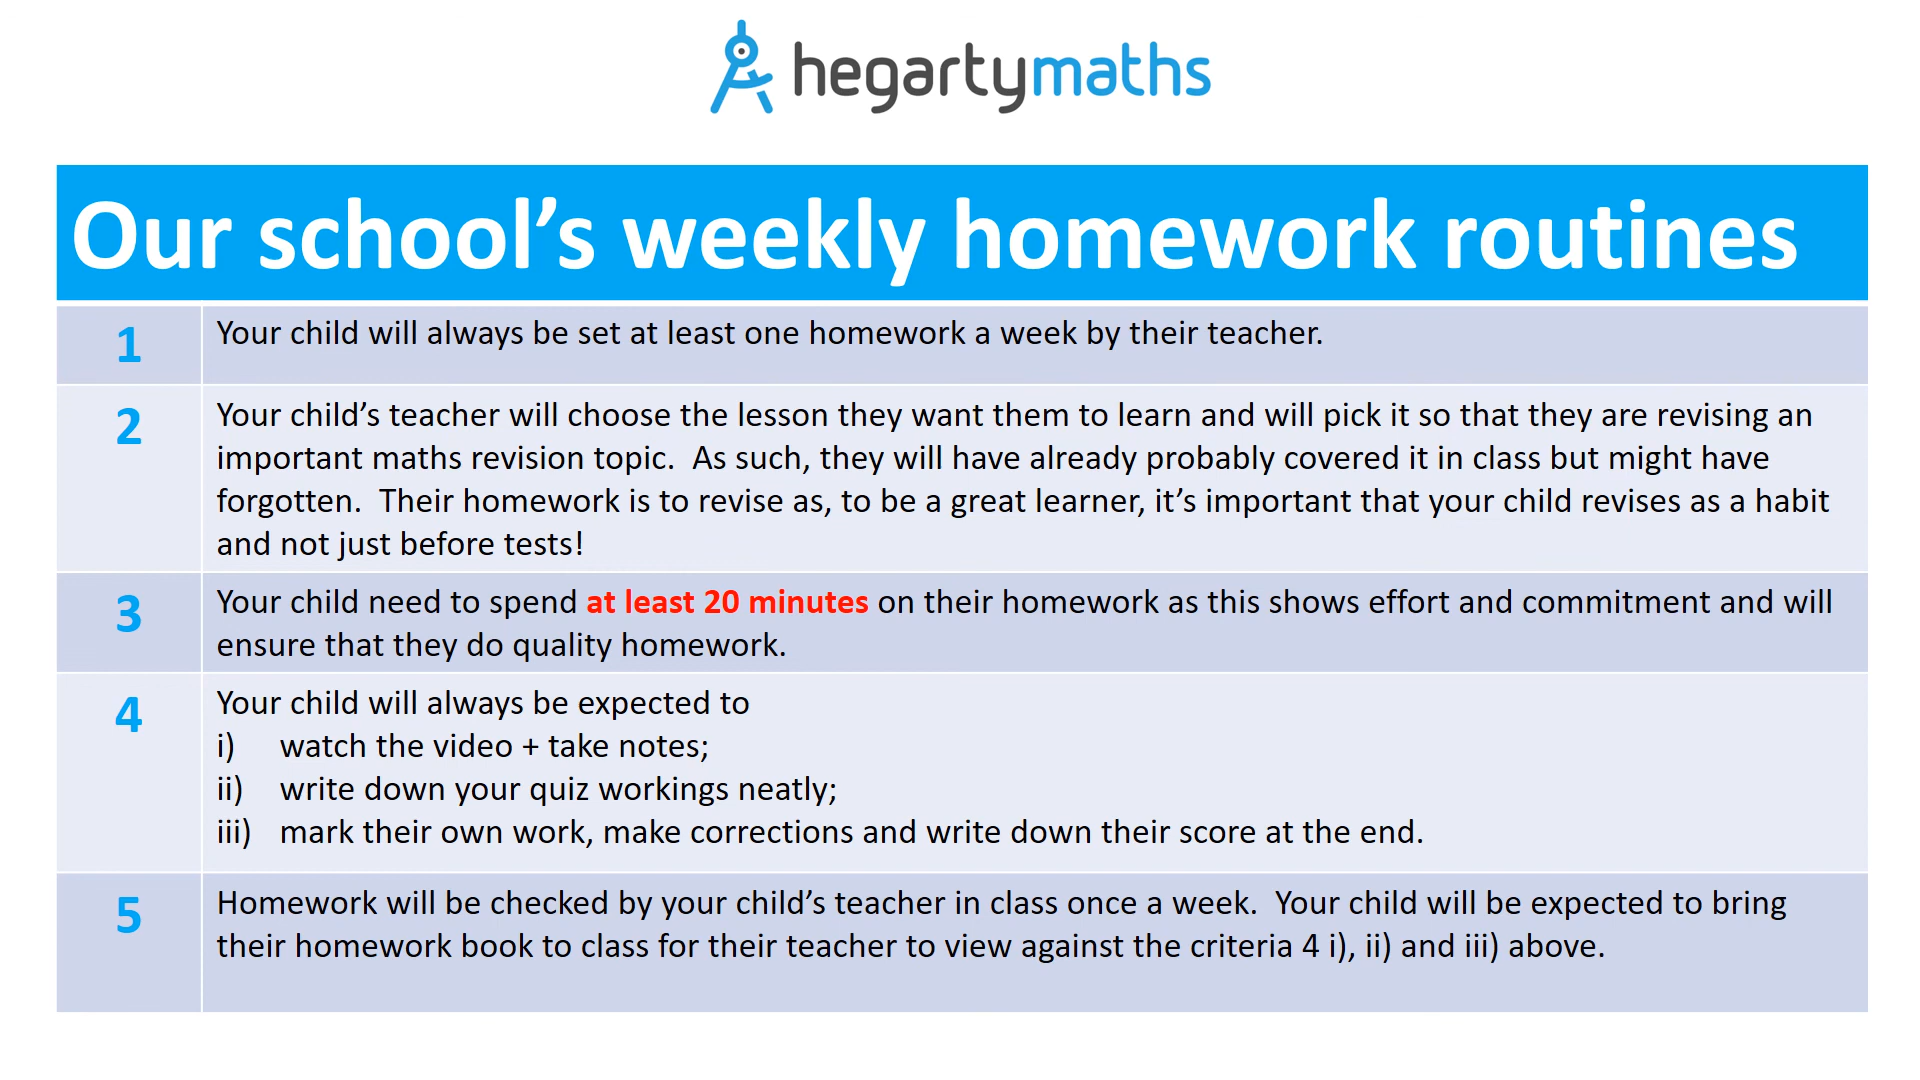 hegartymaths
Our school’s weekly homework routines
1
Your child will always be set at least one homework a week by their teacher.
2
Your child’s teacher will choose the lesson they want them to learn and will pick it so that they are revising an
important maths revision topic.  As such, they will have already probably covered it in class but might have
forgotten.  Their homework is to revise as, to be a great learner, it’s important that your child revises as a habit
and not just before tests!
3
Your child need to spend at least 20 minutes on their homework as this shows effort and commitment and will
ensure that they do quality homework.
4
Your child will always be expected to
i) watch the video + take notes;
ii) write down your quiz workings neatly;
iii) mark their own work, make corrections and write down their score at the end.
5
Homework will be checked by your child’s teacher in class once a week.  Your child will be expected to bring
their homework book to class for their teacher to view against the criteria 4 i), ii) and iii) above.